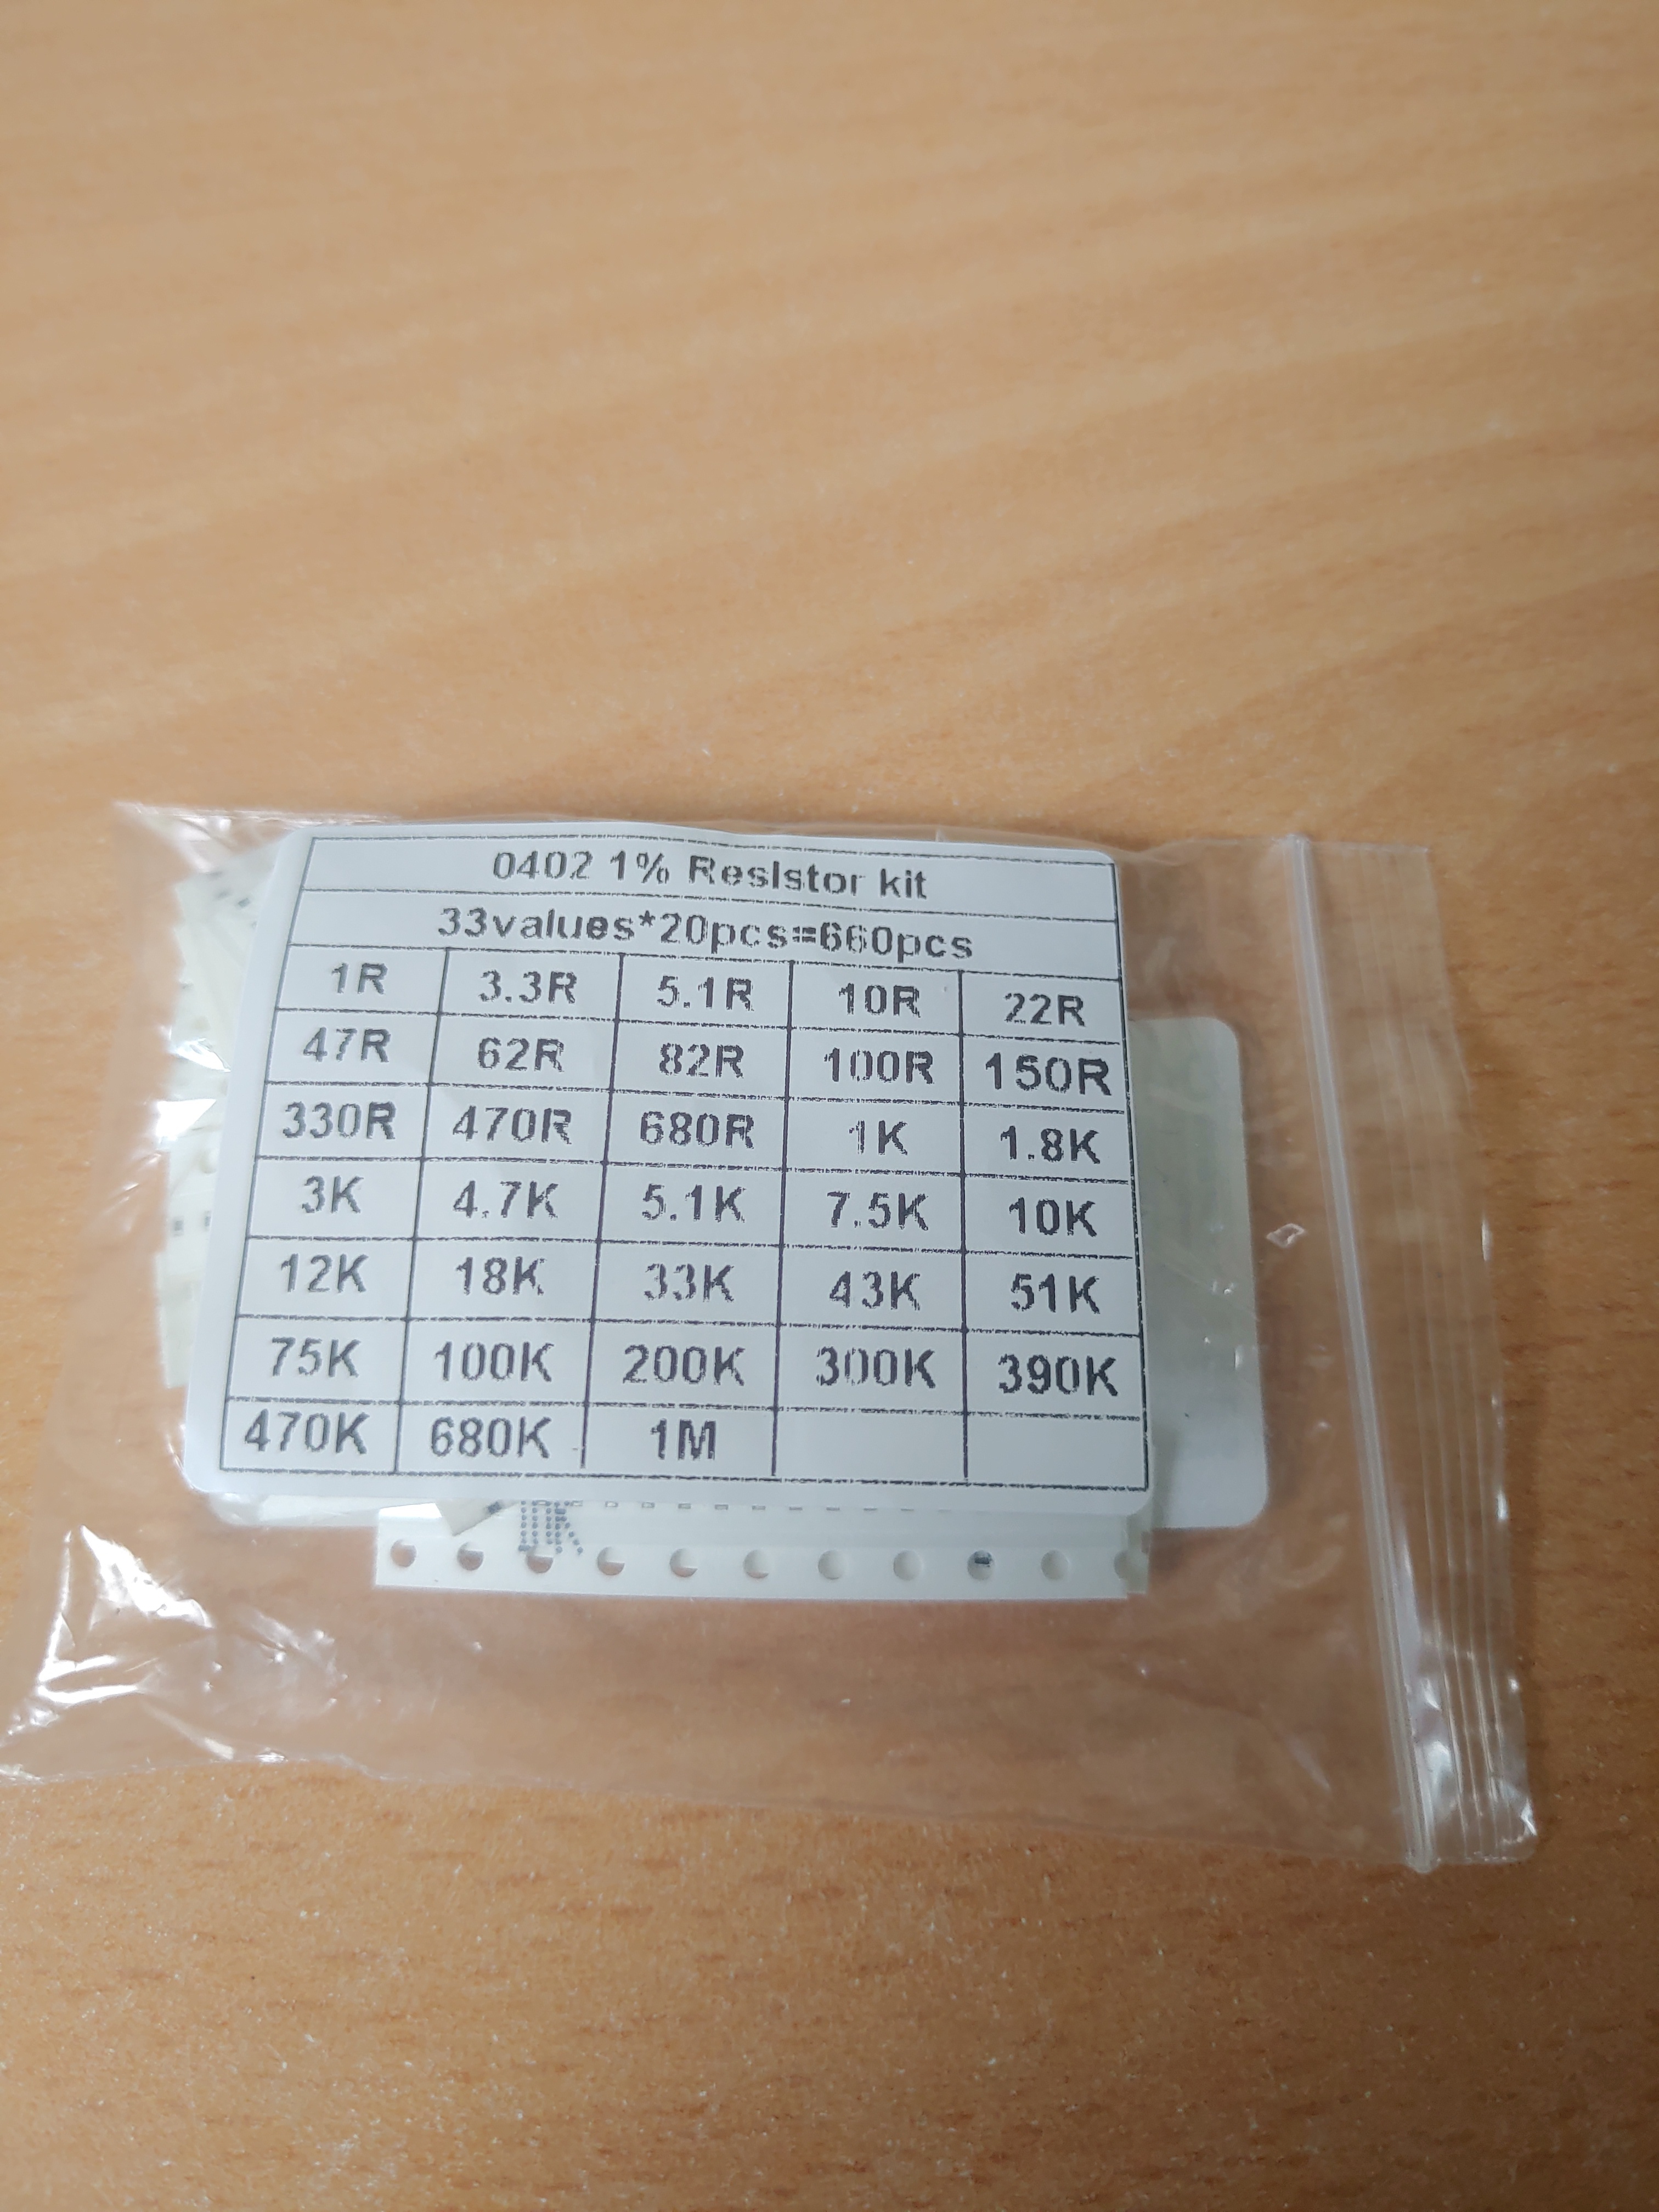 0402 1% Resistor kit
33values*20pcs=660pcs
1R 3.3R 5.1R 10R 22R
47R 62R 82R 100R 150R
330R 470R 680R 1K 1.8K
3K 4.7K 5.1K 7.5K 10K
12K 18K 33K 43K 51K
75K 100K 200K 300K 390K
470K 680K 1M
10K